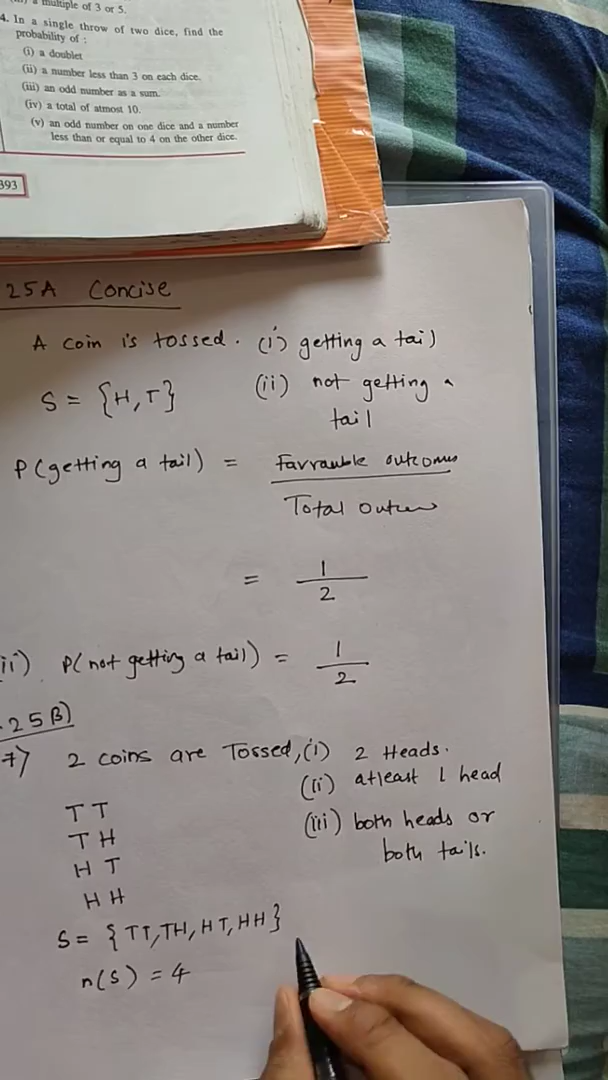 a multiple of 3 or 5.
4. In a single throw of two dice, find the
probability of :
(i) a doublet
(ii) a number less than 3 on each dice.
(iii) an odd number as a sum.
(iv) a total of atmost 10.
(v) an odd number on one dice and a number
less than or equal to 4 on the other dice.
393
25A Concise
A coin is tossed. (i) getting a tail
S = {H, T} (ii) not getting a
tail
P(getting a tail) = Favrauble outcomes
Total
= 1
2
ii) P(not getting a tail) = 1
2
25B)
7) 2 coins are Tossed, (i) 2 Heads.
(ii) atleast 1 head
T T
(iii) both heads or
T H
both tails.
H T
H H
S = {TT, TH, HT, HH}
n(S) = 4